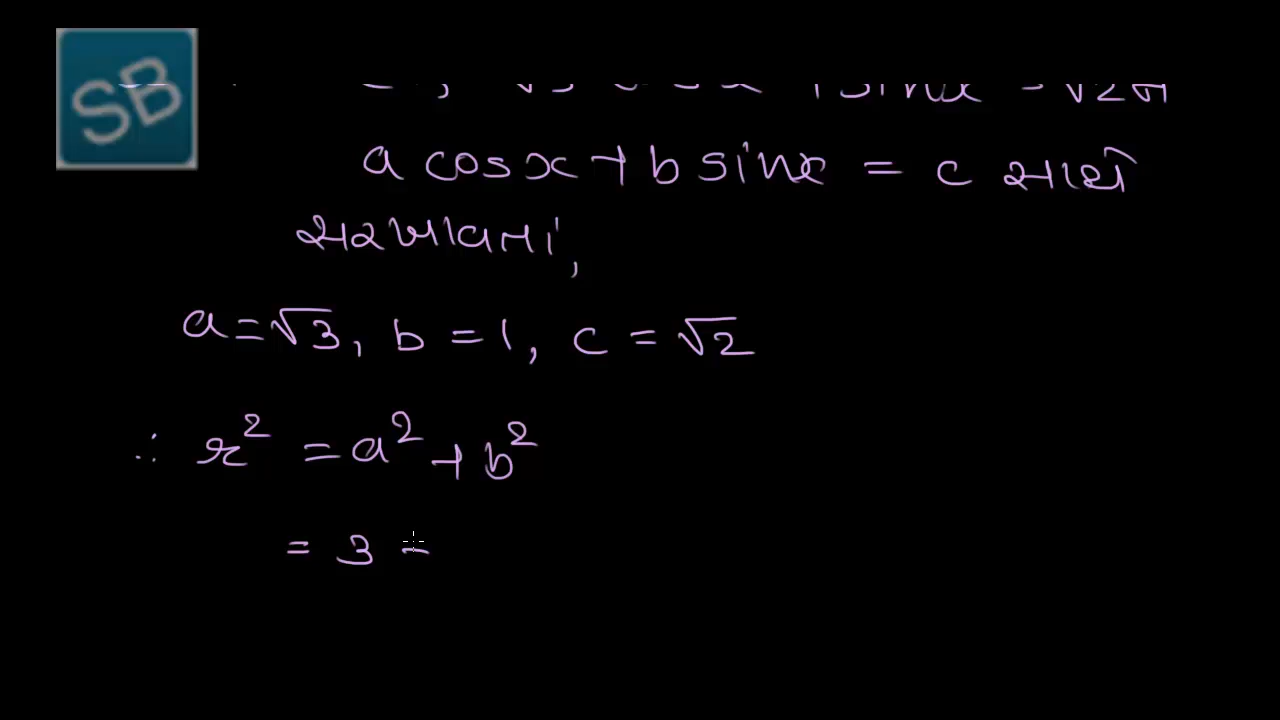 SB
a cos x + b sin x = c સાથે
સરખાવતાં,
a = √3, b = 1, c = √2
∴ r² = a² + b²
= 3